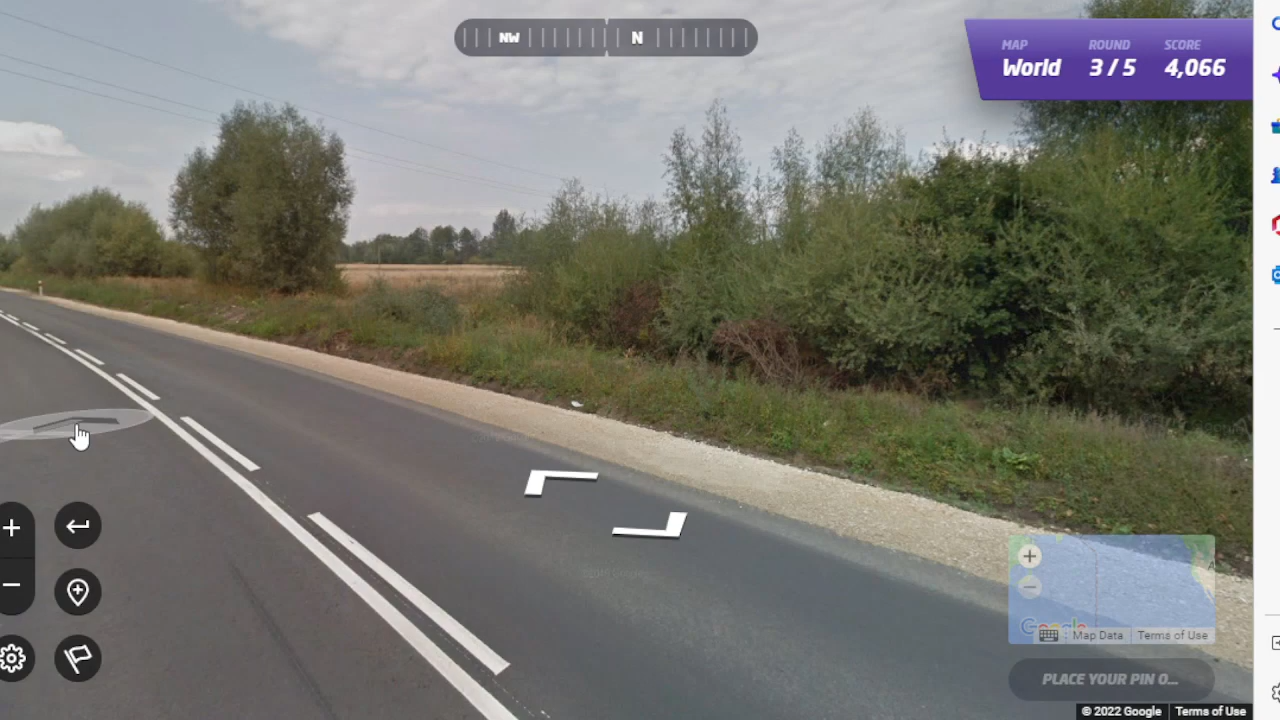 NW
N
MAP ROUND SCORE
World 3 / 5 4,066
Google
Map Data Terms of Use
PLACE YOUR PIN O...
© 2022 Google Terms of Use